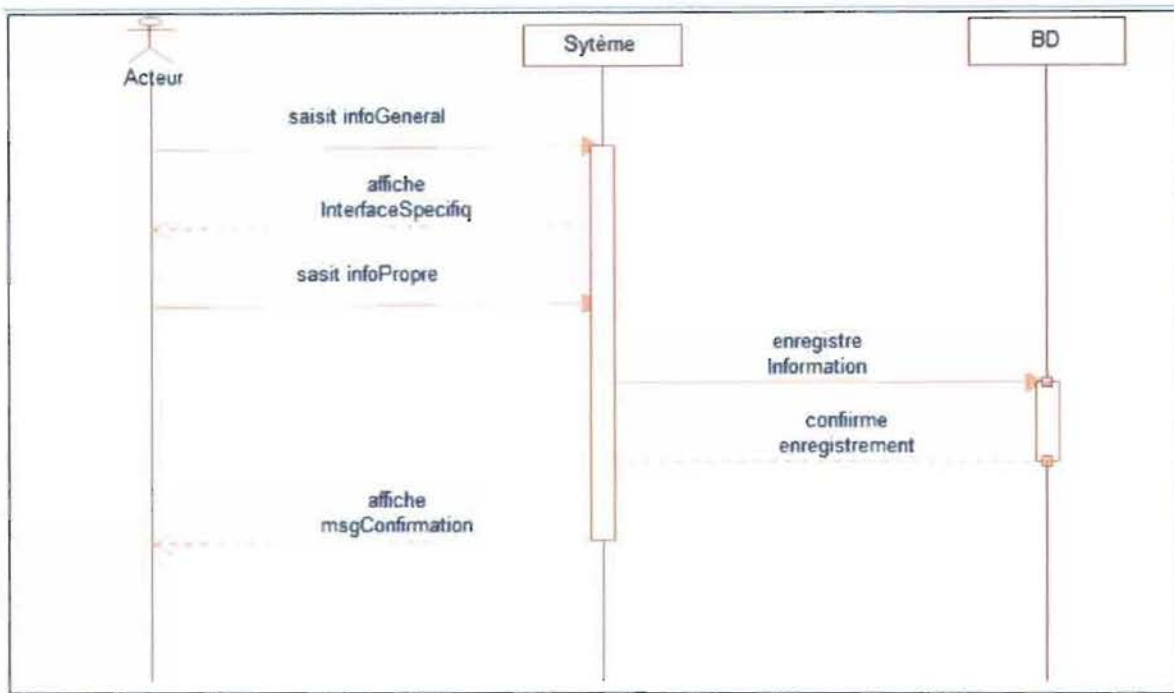 Acteur
Sytème
BD
saisit infoGeneral
affiche
InterfaceSpecifiq
sasit infoPropre
enregistre
Information
confiirme
enregistrement
affiche
msgConfirmation